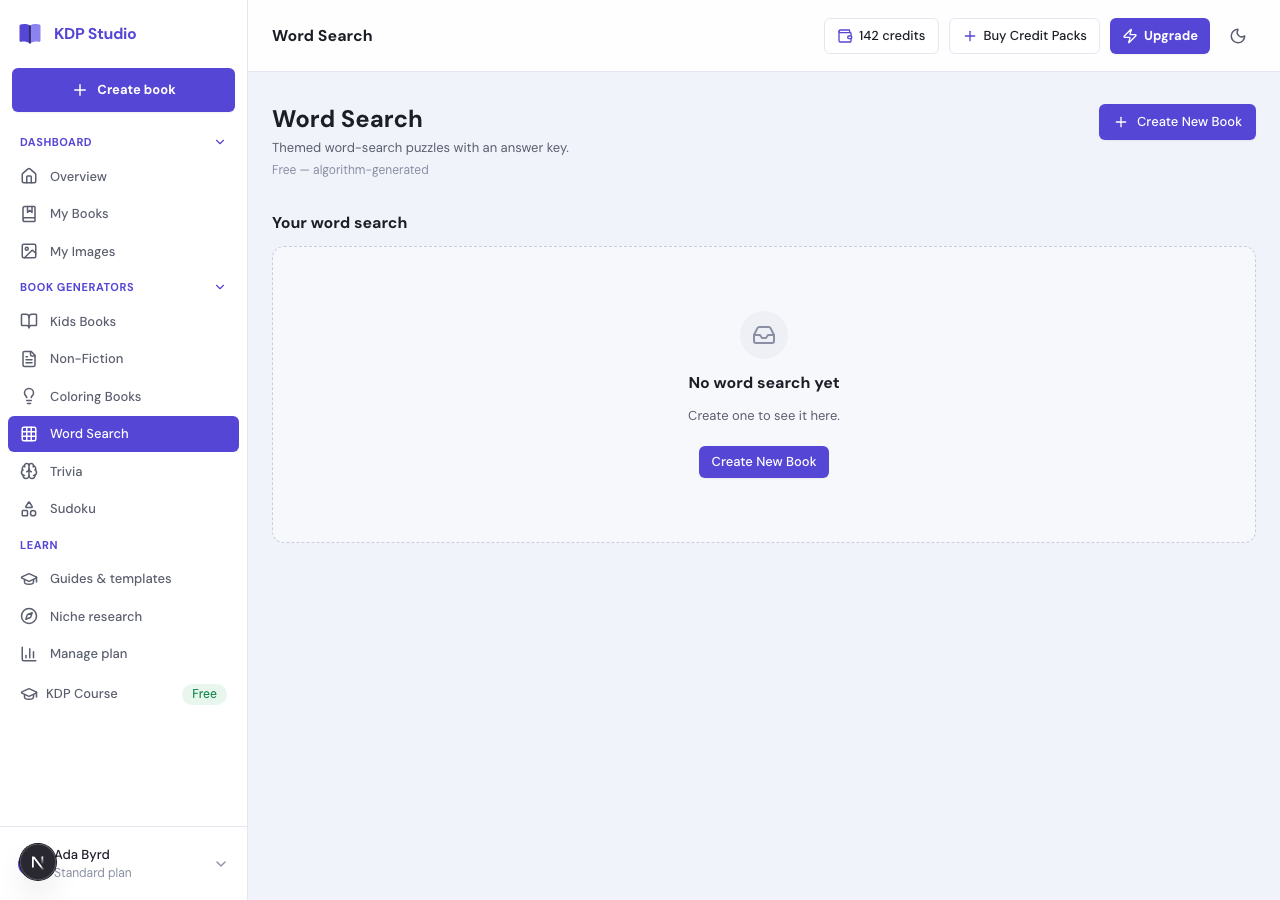 KDP Studio
Create book
DASHBOARD
Overview
My Books
My Images
BOOK GENERATORS
Kids Books
Non-Fiction
Coloring Books
Word Search
Trivia
Sudoku
LEARN
Guides & templates
Niche research
Manage plan
KDP Course
Free
N
Ada Byrd
Standard plan
Word Search
142 credits
Buy Credit Packs
Upgrade
Word Search
Create New Book
Themed word-search puzzles with an answer key.
Free — algorithm-generated
Your word search
No word search yet
Create one to see it here.
Create New Book